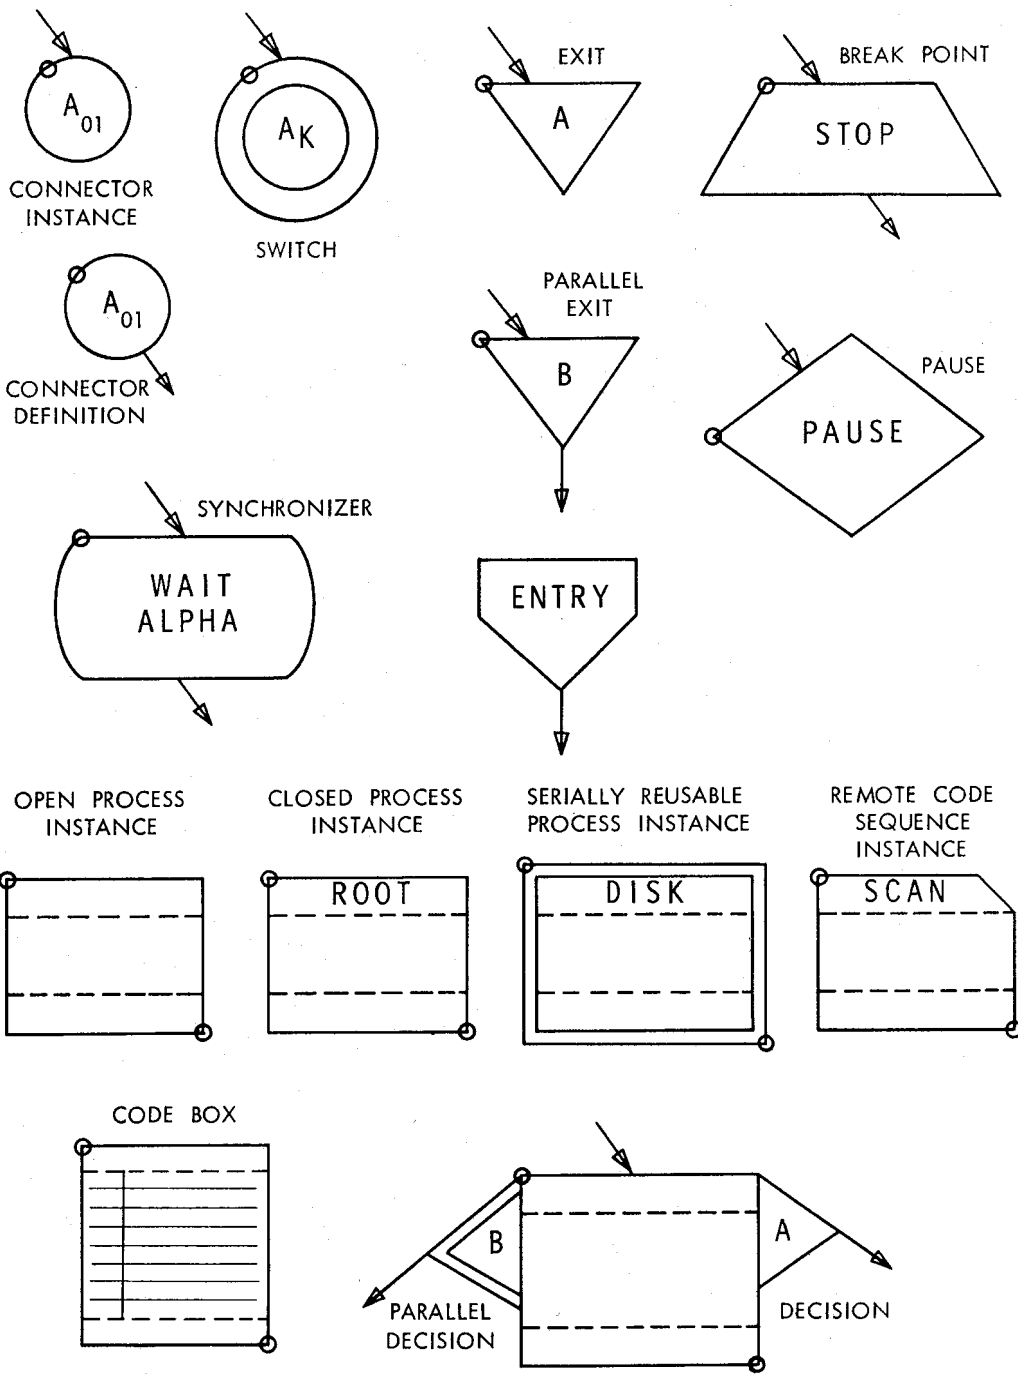 A01
CONNECTOR
INSTANCE
AK
SWITCH
EXIT
A
BREAK POINT
STOP
A01
CONNECTOR
DEFINITION
PARALLEL
EXIT
B
PAUSE
PAUSE
SYNCHRONIZER
WAIT
ALPHA
ENTRY
OPEN PROCESS
INSTANCE
CLOSED PROCESS
INSTANCE
ROOT
SERIALLY REUSABLE
PROCESS INSTANCE
DISK
REMOTE CODE
SEQUENCE
INSTANCE
SCAN
CODE BOX
B
PARALLEL
DECISION
A
DECISION